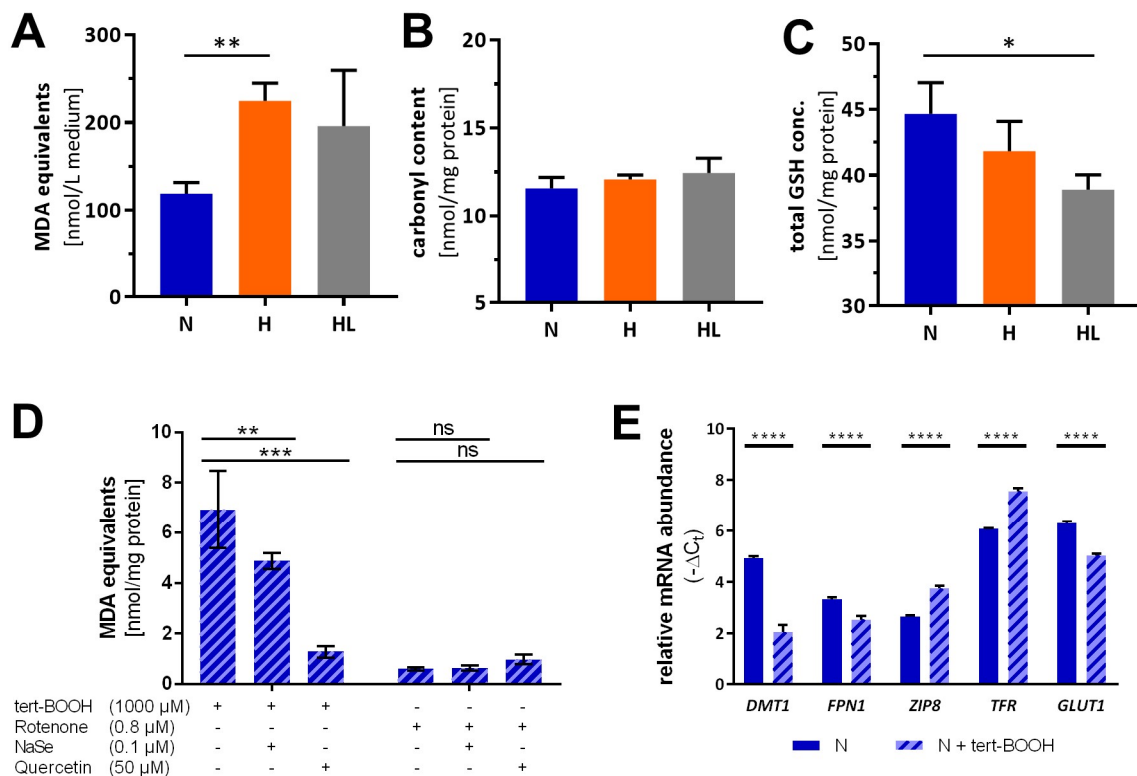 A
MDA equivalents
[nmol/L medium]
300
200
100
0
**
N H HL
B
carbonyl content
[nmol/mg protein]
20
15
10
5
N H HL
C
total GSH conc.
[nmol/mg protein]
50
45
40
35
30
*
N H HL
D
MDA equivalents
[nmol/mg protein]
10
8
6
4
2
0
**
***
ns
ns
tert-BOOH (1000 µM) + + + - - -
Rotenone (0.8 µM) - - - + + +
NaSe (0.1 µM) - + - - + -
Quercetin (50 µM) - - + - - +
E
relative mRNA abundance
(-ΔCt)
10
8
6
4
2
0
**** **** **** **** ****
DMT1 FPN1 ZIP8 TFR GLUT1
N N + tert-BOOH